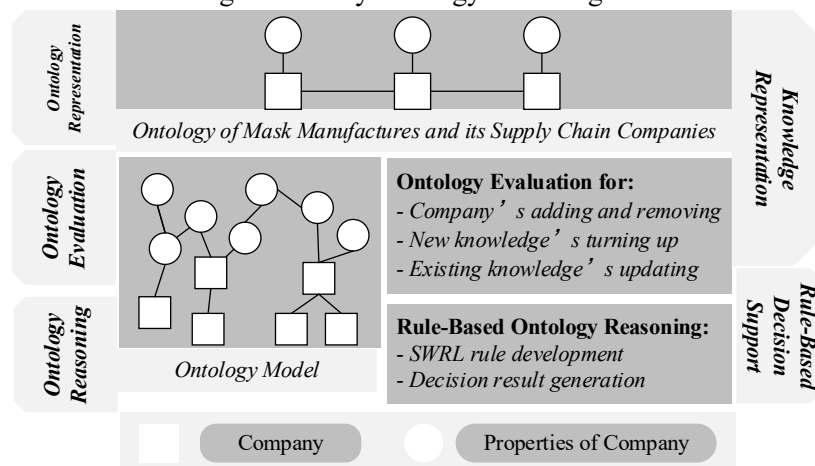 Ontology
Representation
Ontology of Mask Manufactures and its Supply Chain Companies
Knowledge
Representation
Ontology
Evaluation
Ontology Evaluation for:
- Company’s adding and removing
- New knowledge’s turning up
- Existing knowledge’s updating
Ontology
Reasoning
Ontology Model
Rule-Based Ontology Reasoning:
- SWRL rule development
- Decision result generation
Rule-Based
Decision
Support
Company
Properties of Company